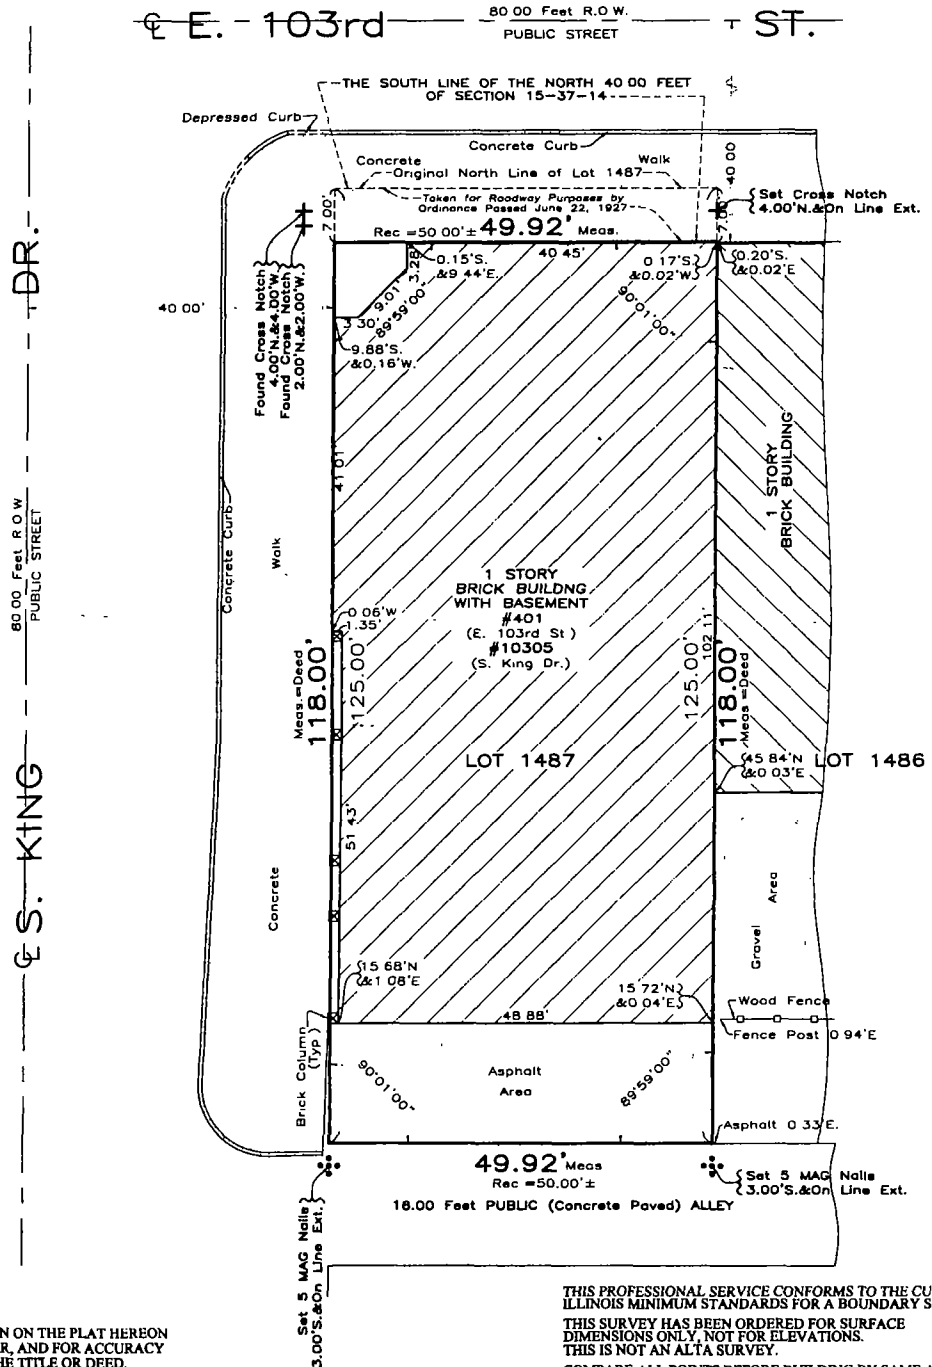 ℄ E. 103rd ST.
80 00 Feet R.O.W.
PUBLIC STREET
THE SOUTH LINE OF THE NORTH 40 00 FEET
OF SECTION 15-37-14
Depressed Curb
Concrete Curb
Concrete Walk
Original North Line of Lot 1487
Taken for Roadway Purposes by
Ordinance Passed June 22, 1927
40 00
7.00'
7.00'
Set Cross Notch
4.00'N.&On Line Ext.
Rec =50 00'± 49.92' Meas.
0.15'S.
&9 44'E.
40 45'
0 17'S
&0.02'W
0.20'S.
&0.02'E
3.28'
9.01'
89°59'00"
90°01'00"
3 30'
9.88'S.
&0.16'W.
40 00'
Found Cross Notch
4.00'N.&4.00'W.
Found Cross Notch
2.00'N.&2.00'W.
41 01'
1 STORY
BRICK BUILDING
Concrete Curb
Walk
Concrete
80 00 Feet R O W
PUBLIC STREET
℄ S. KING DR.
1 STORY
BRICK BUILDNG
WITH BASEMENT
#401
(E. 103rd St )
#10305
(S. King Dr.)
0 06'W
1.35'
Meas.=Deed
118.00'
125.00'
125.00'
102 11'
118.00'
Meas =Deed
LOT 1487
45 84'N
&0 03'E
LOT 1486
51 43'
Gravel Area
15 68'N
&1 08'E
15 72'N
&0 04'E
48 88'
Wood Fence
Fence Post 0 94'E
Brick Column
(Typ )
90°01'00"
Asphalt
Area
89°59'00"
Asphalt 0 33'E.
49.92' Meas
Rec =50.00'±
Set 5 MAG Nails
3.00'S.&On Line Ext.
16.00 Feet PUBLIC (Concrete Paved) ALLEY
Set 5 MAG Nails
3.00'S.&On Line Ext.
THIS PROFESSIONAL SERVICE CONFORMS TO THE CU
ILLINOIS MINIMUM STANDARDS FOR A BOUNDARY S
THIS SURVEY HAS BEEN ORDERED FOR SURFACE
DIMENSIONS ONLY, NOT FOR ELEVATIONS.
THIS IS NOT AN ALTA SURVEY.
COMPARE ALL POINTS BEFORE BUILDING BY SAME A
N ON THE PLAT HEREON
R, AND FOR ACCURACY
HE TITLE OR DEED.